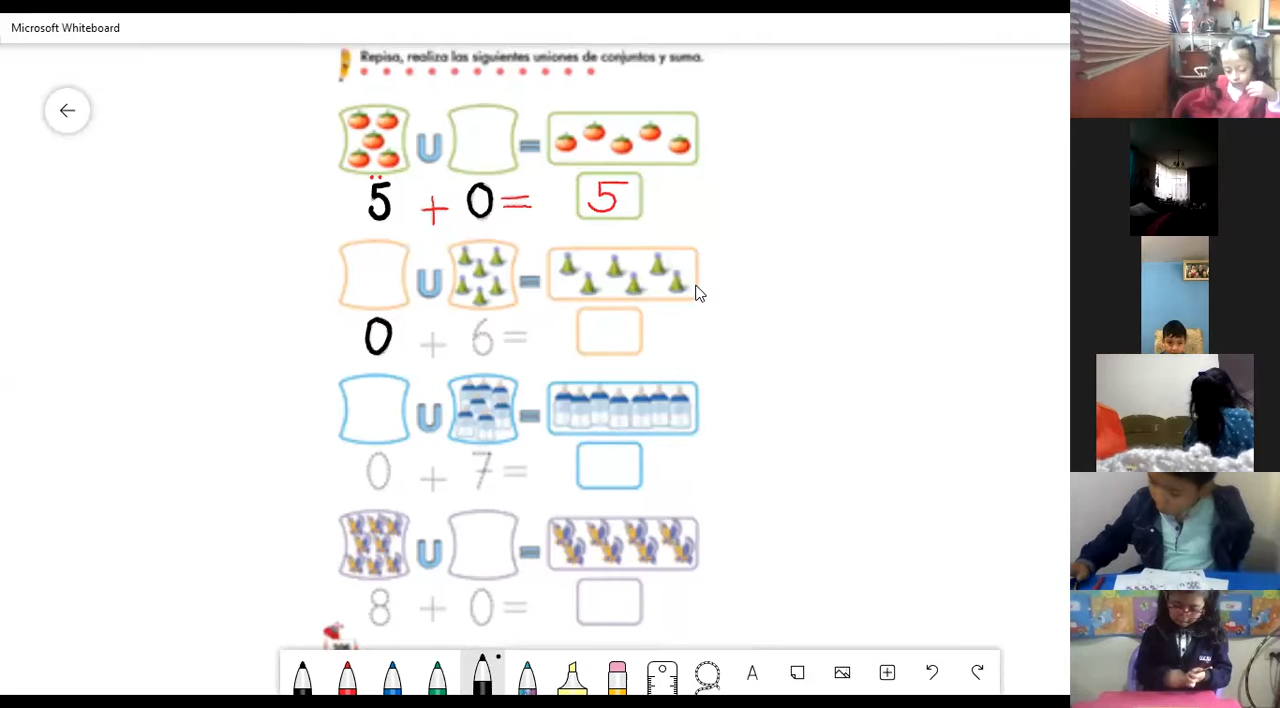 Microsoft Whiteboard
Repisa, realiza las siguientes uniones de conjuntos y suma.
U =
5 + 0 = 5
U =
0 + 6 =
U =
0 + 7 =
U =
8 + 0 =
A